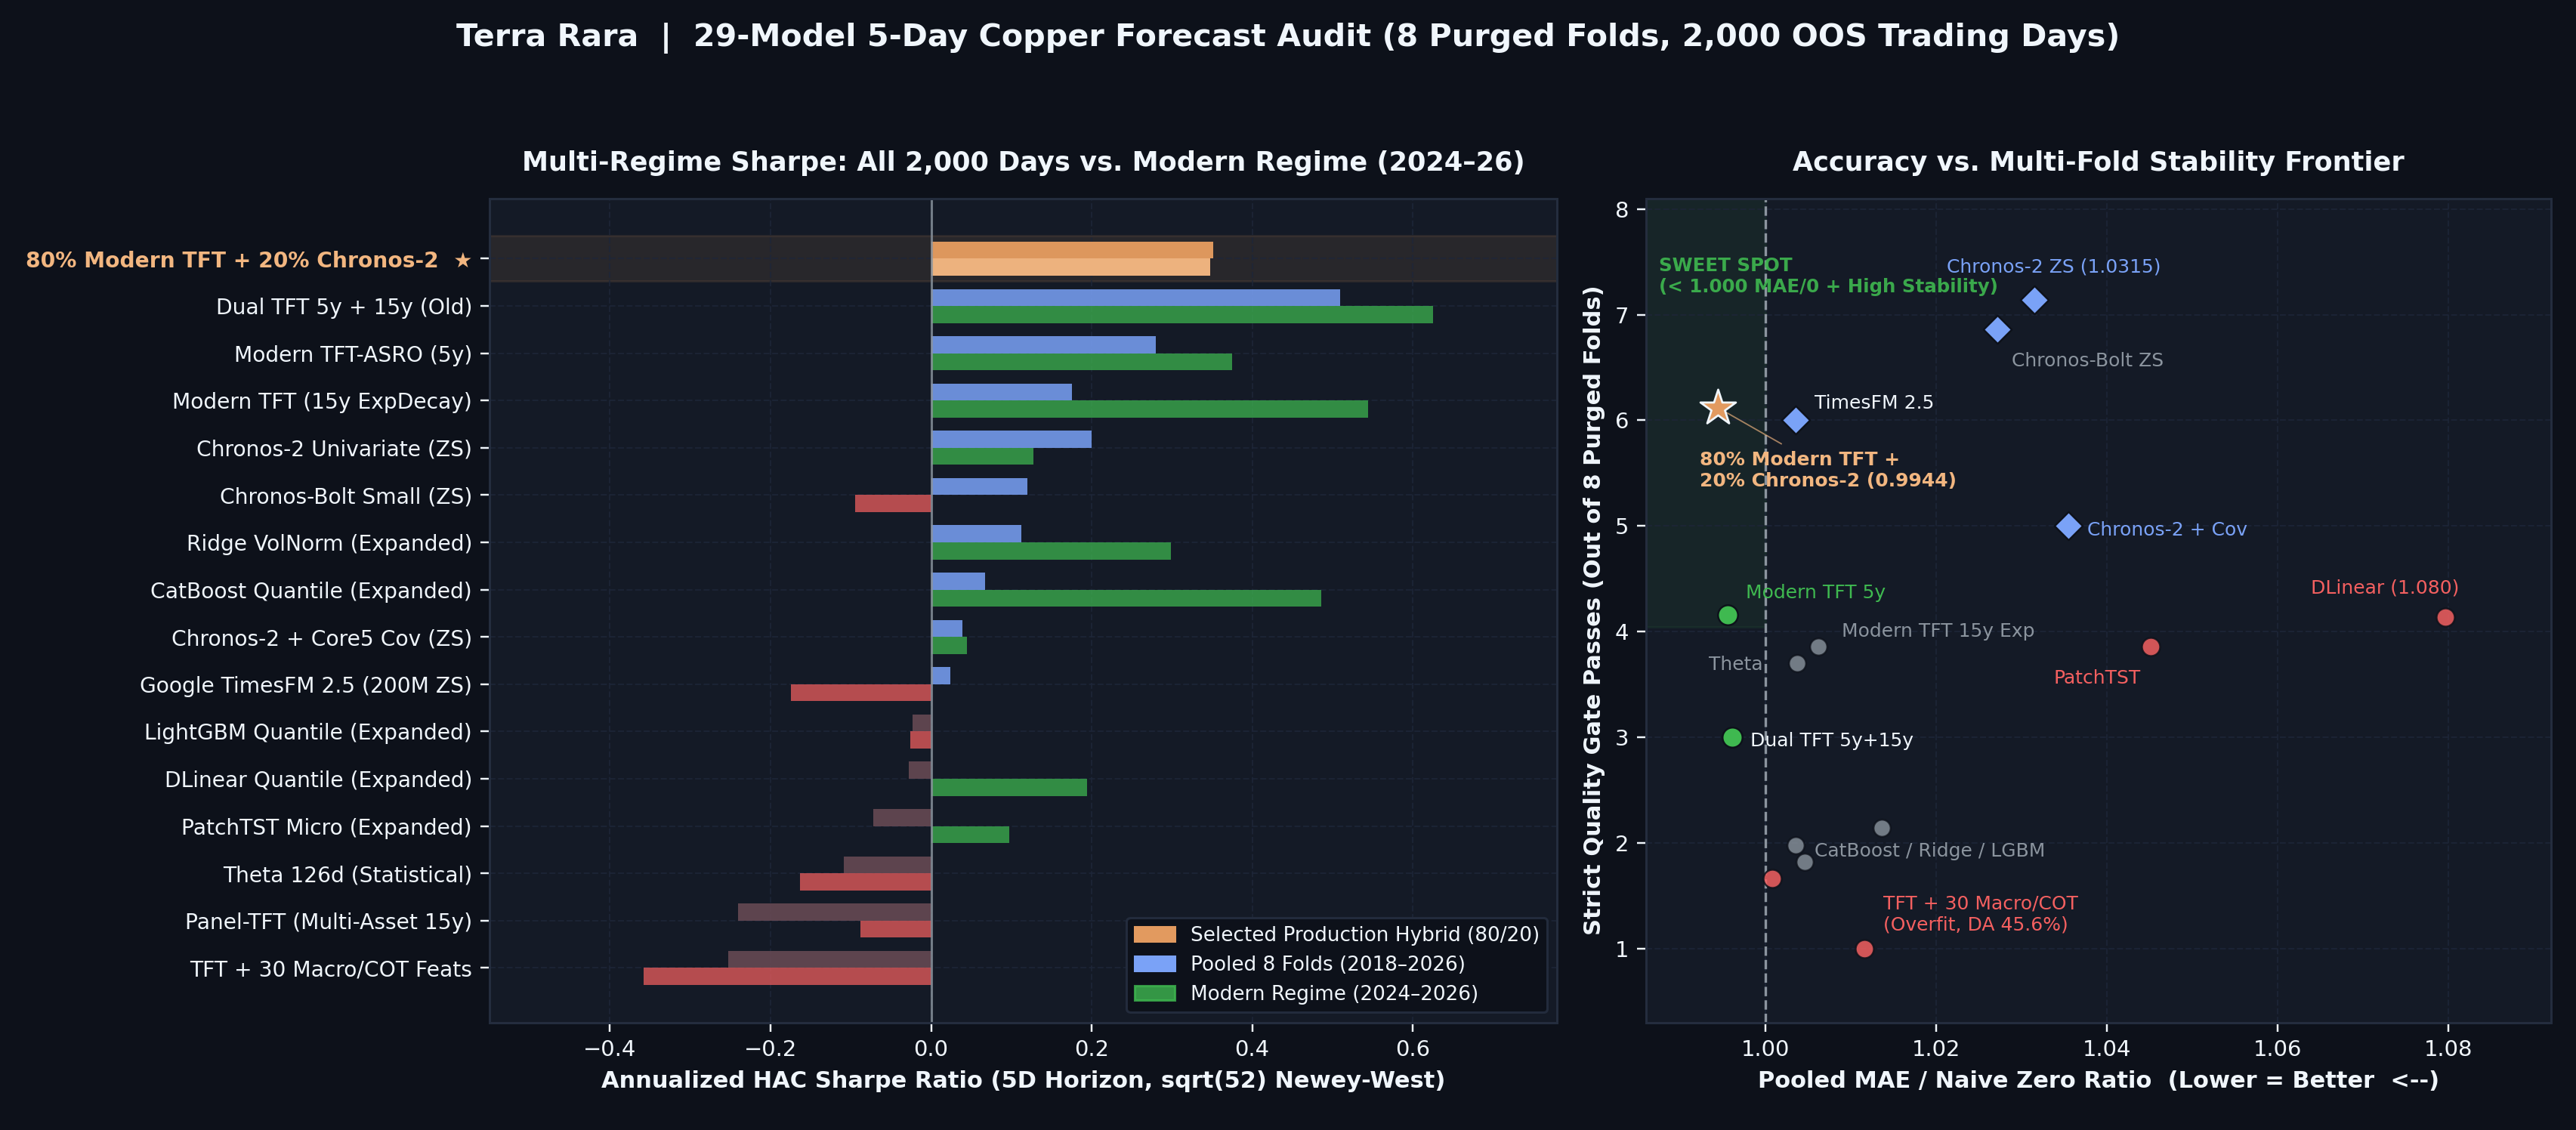 Terra Rara | 29-Model 5-Day Copper Forecast Audit (8 Purged Folds, 2,000 OOS Trading Days)
Multi-Regime Sharpe: All 2,000 Days vs. Modern Regime (2024–26)
80% Modern TFT + 20% Chronos-2 ★
Dual TFT 5y + 15y (Old)
Modern TFT-ASRO (5y)
Modern TFT (15y ExpDecay)
Chronos-2 Univariate (ZS)
Chronos-Bolt Small (ZS)
Ridge VolNorm (Expanded)
CatBoost Quantile (Expanded)
Chronos-2 + Core5 Cov (ZS)
Google TimesFM 2.5 (200M ZS)
LightGBM Quantile (Expanded)
DLinear Quantile (Expanded)
PatchTST Micro (Expanded)
Theta 126d (Statistical)
Panel-TFT (Multi-Asset 15y)
TFT + 30 Macro/COT Feats
Selected Production Hybrid (80/20)
Pooled 8 Folds (2018–2026)
Modern Regime (2024–2026)
−0.4 −0.2 0.0 0.2 0.4 0.6
Annualized HAC Sharpe Ratio (5D Horizon, sqrt(52) Newey-West)
Accuracy vs. Multi-Fold Stability Frontier
Strict Quality Gate Passes (Out of 8 Purged Folds)
8
7
6
5
4
3
2
1
SWEET SPOT
(< 1.000 MAE/0 + High Stability)
Chronos-2 ZS (1.0315)
Chronos-Bolt ZS
TimesFM 2.5
80% Modern TFT +
20% Chronos-2 (0.9944)
Chronos-2 + Cov
Modern TFT 5y
DLinear (1.080)
Modern TFT 15y Exp
Theta
PatchTST
Dual TFT 5y+15y
CatBoost / Ridge / LGBM
TFT + 30 Macro/COT
(Overfit, DA 45.6%)
1.00 1.02 1.04 1.06 1.08
Pooled MAE / Naive Zero Ratio (Lower = Better <--)